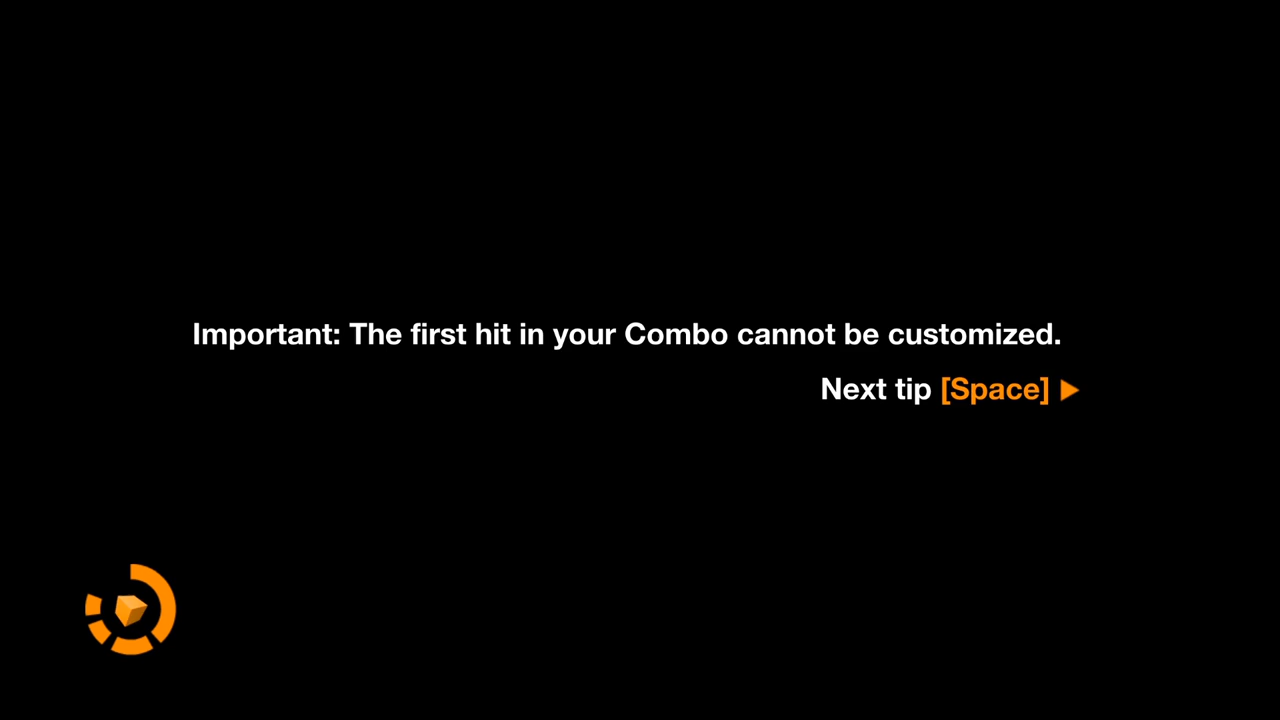 Important: The first hit in your Combo cannot be customized.
Next tip [Space]